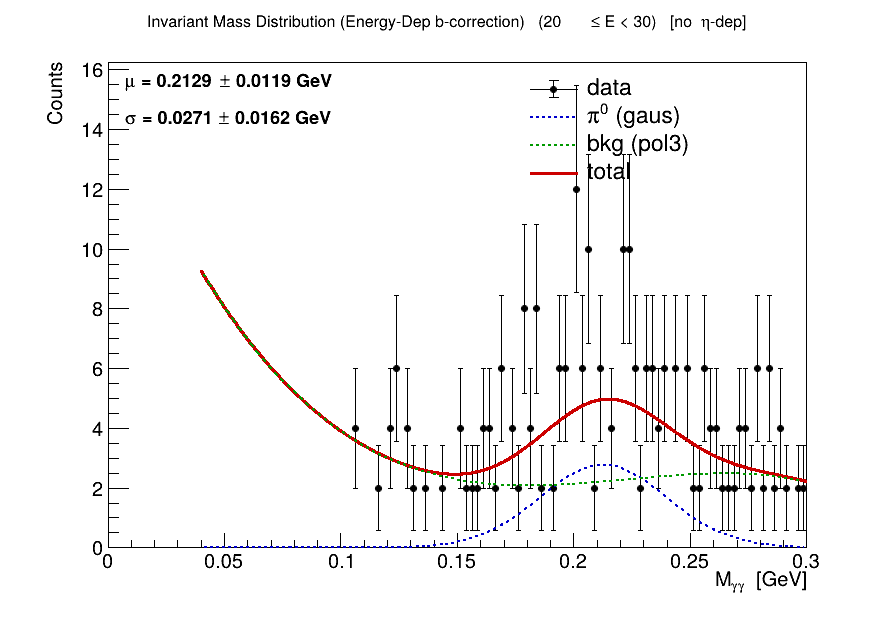 Invariant Mass Distribution (Energy-Dep b-correction) (20 ≤ E < 30) [no η-dep]
Counts
μ = 0.2129 ± 0.0119 GeV
σ = 0.0271 ± 0.0162 GeV
data
π⁰ (gaus)
bkg (pol3)
total
16
14
12
10
8
6
4
2
0
0 0.05 0.1 0.15 0.2 0.25 0.3
Mγγ [GeV]